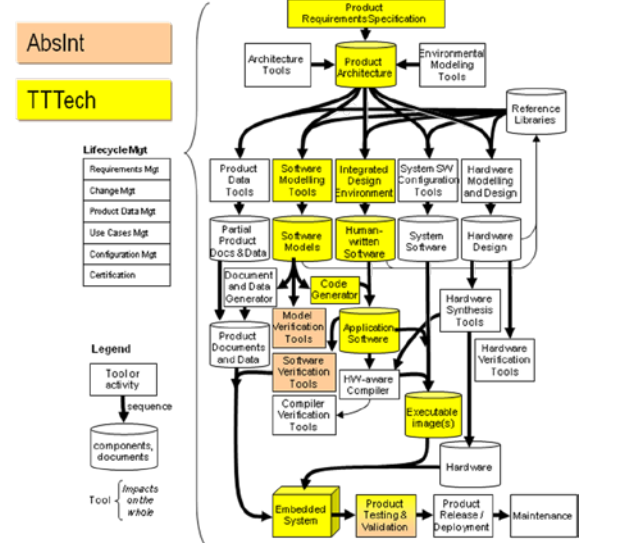 AbsInt
TTTech
Product
Requirements Specification
Architecture
Tools
Product
Architecture
Environmental
Modeling
Tools
Reference
Libraries
Lifecycle Mgt
Requirements Mgt
Change Mgt
Product Data Mgt
Use Cases Mgt
Configuration Mgt
Certification
Product
Data
Tools
Software
Modelling
Tools
Integrated
Design
Environment
System SW
Configuration
Tools
Hardware
Modelling
and Design
Partial
Product
Docs & Data
Software
Models
Human-
written
Software
System
Software
Hardware
Design
Document
and Data
Generator
Code
Generator
Model
Verification
Tools
Application
Software
Hardware
Synthesis
Tools
Product
Documents
and Data
Software
Verification
Tools
HW-aware
Compiler
Hardware
Verification
Tools
Compiler
Verification
Tools
Executable
image(s)
Hardware
Embedded
System
Product
Testing &
Validation
Product
Release /
Deployment
Maintenance
Legend
Tool or
activity
sequence
components,
documents
Tool
Impacts
on the
whole